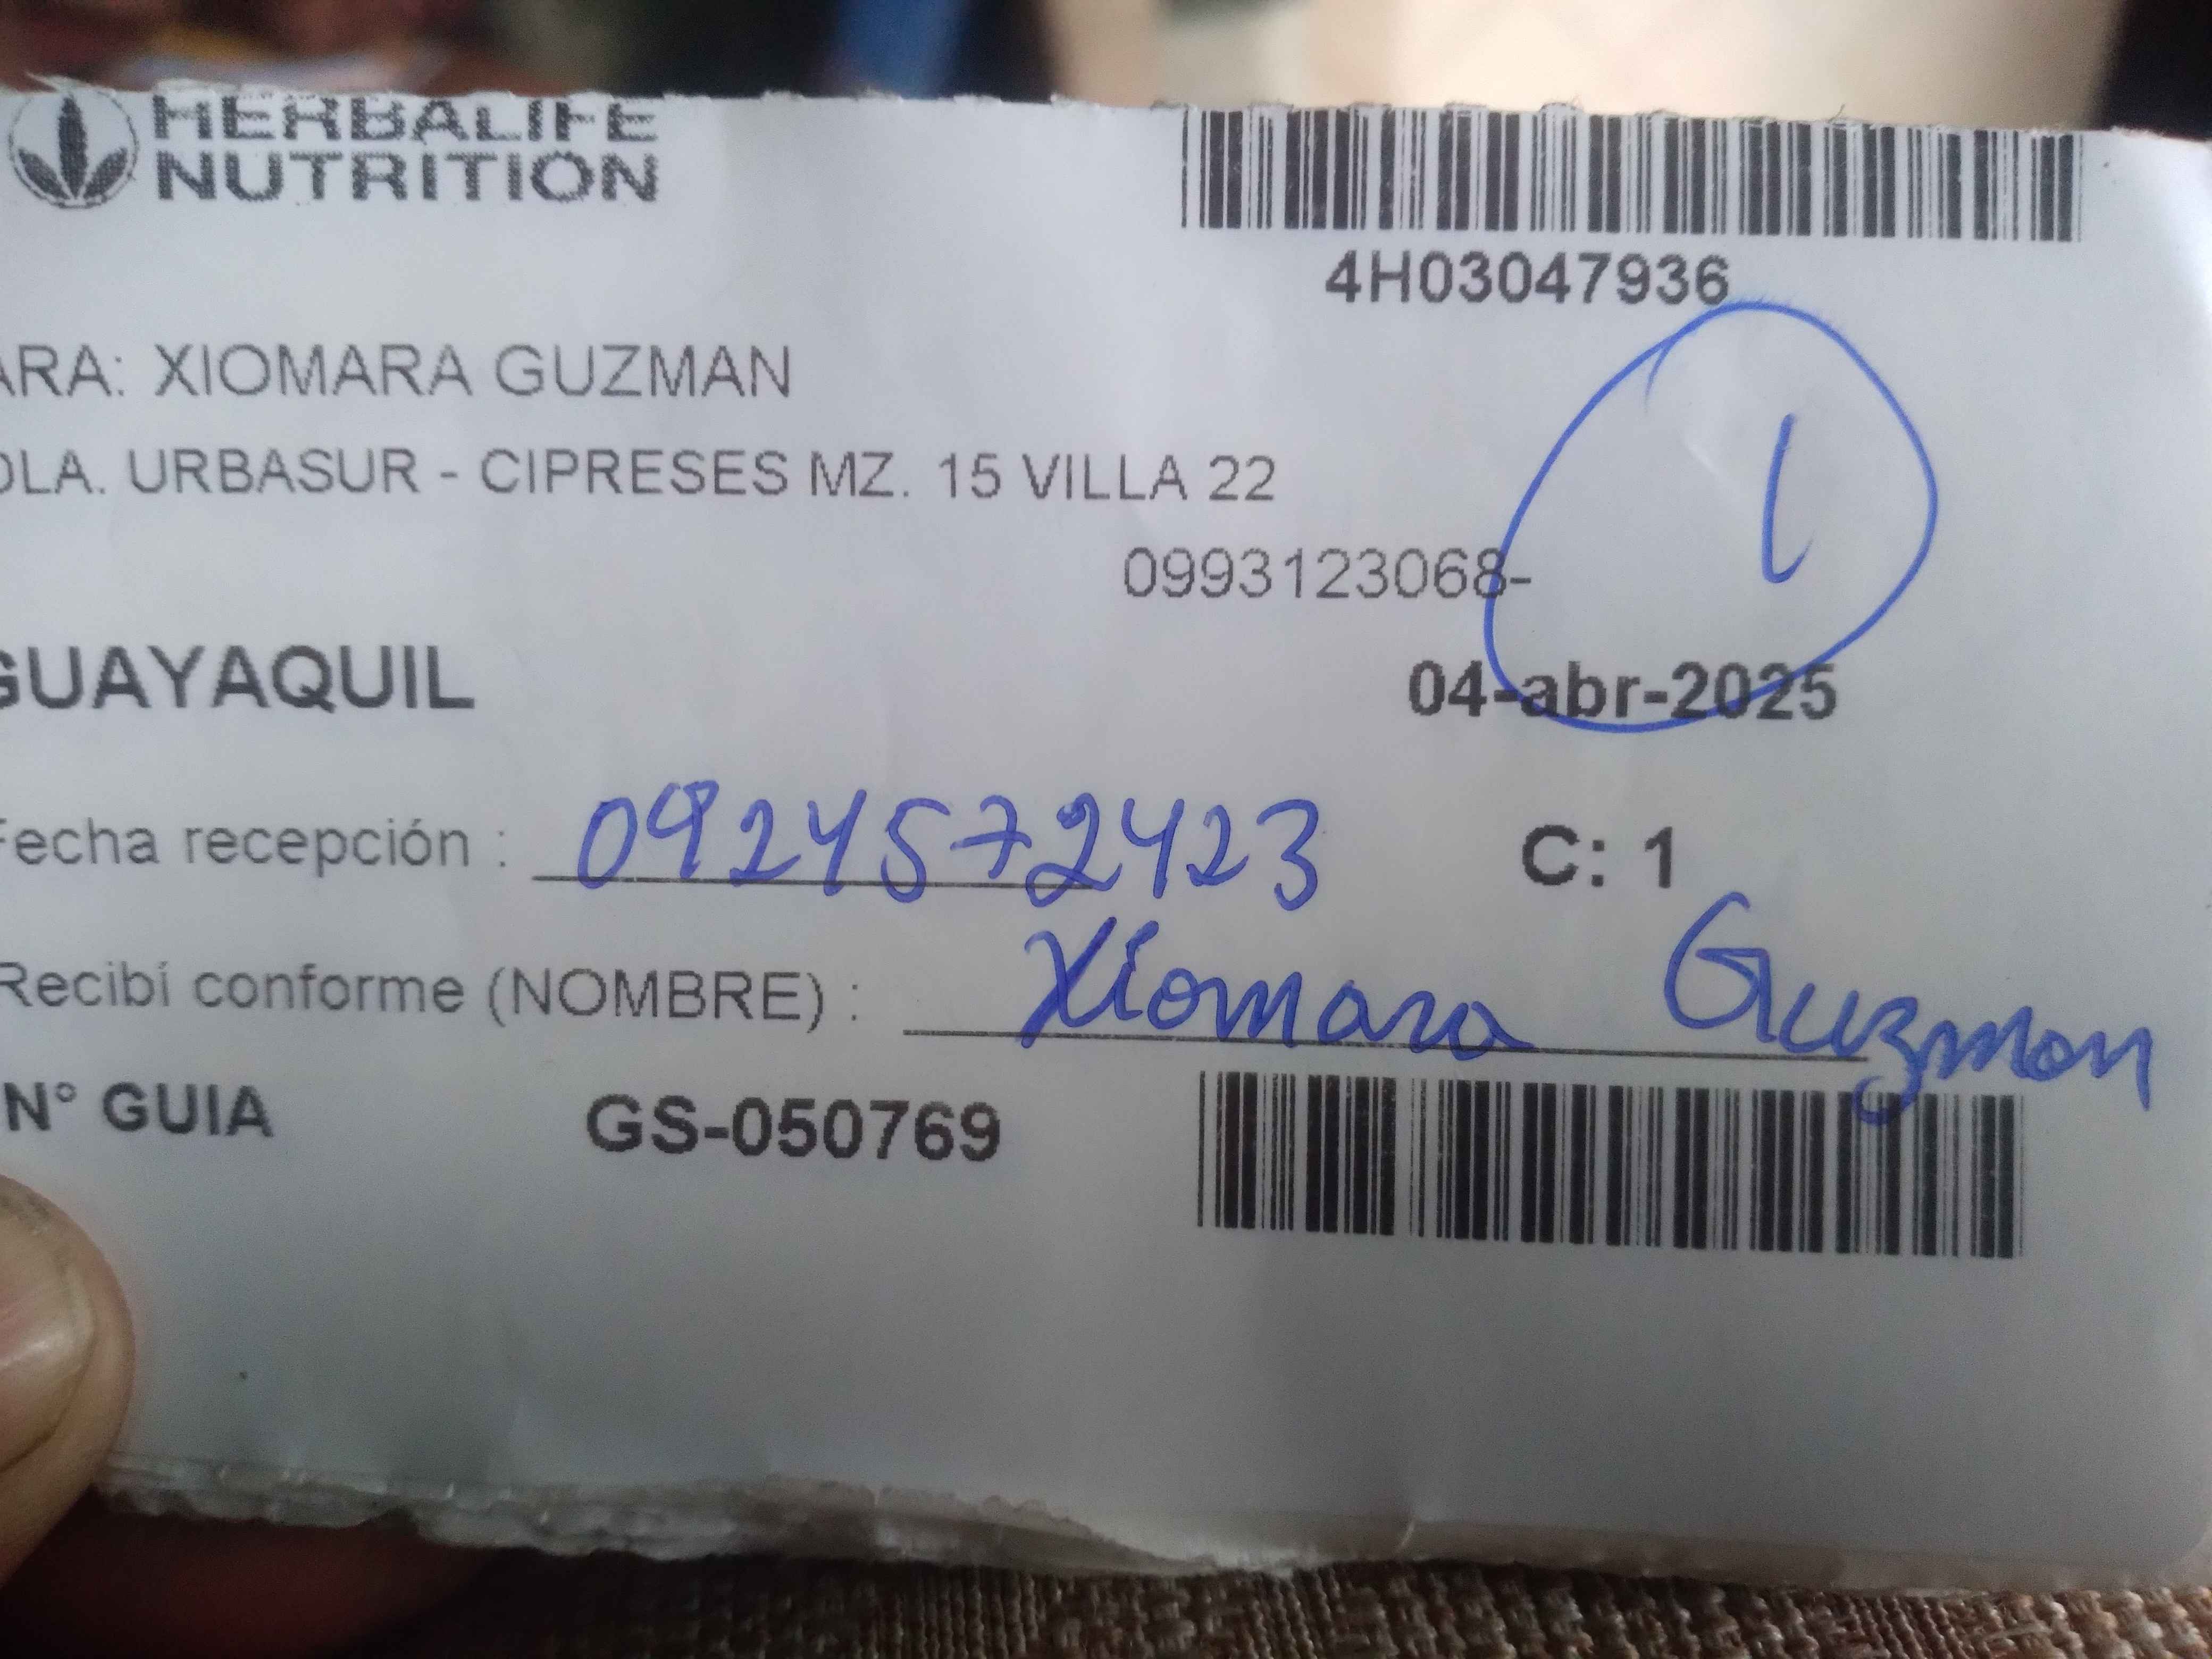 HERBALIFE
NUTRITION
4H03047936
ARA: XIOMARA GUZMAN
DLA. URBASUR - CIPRESES MZ. 15 VILLA 22
1
0993123068-
GUAYAQUIL
04-abr-2025
Fecha recepción : 0924572423 C: 1
Recibí conforme (NOMBRE) : Xiomara Guzman
N° GUIA GS-050769